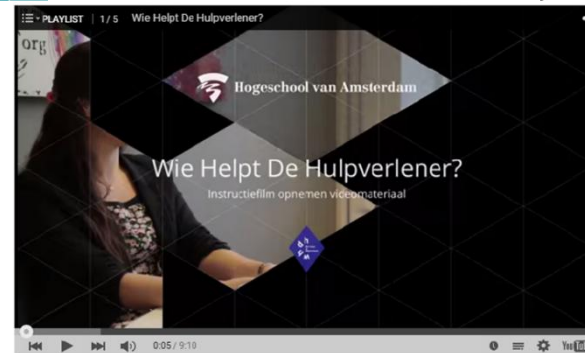 PLAYLIST | 1 / 5 Wie Helpt De Hulpverlener?
org
Hogeschool van Amsterdam
Wie Helpt De Hulpverlener?
Instructiefilm opnemen videomateriaal
0:05 / 9:10